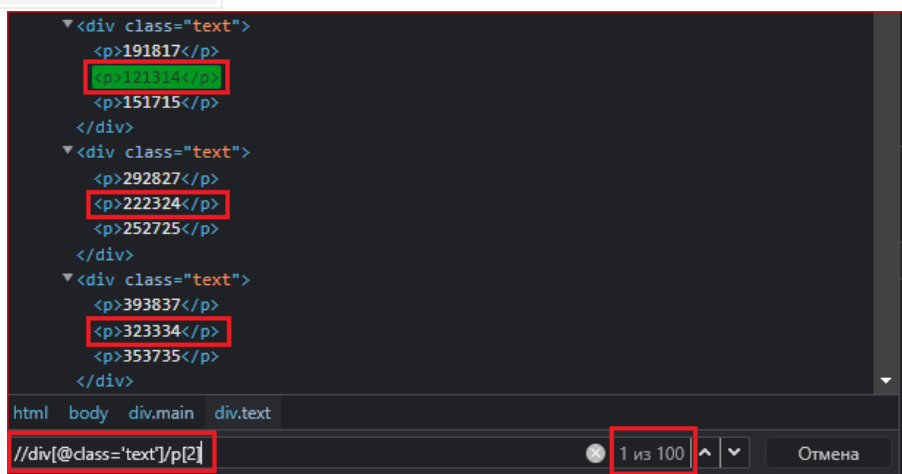 ▼<div class="text">
<p>191817</p>
<p>121314</p>
<p>151715</p>
</div>
▼<div class="text">
<p>292827</p>
<p>222324</p>
<p>252725</p>
</div>
▼<div class="text">
<p>393837</p>
<p>323334</p>
<p>353735</p>
</div>
html body div.main div.text
//div[@class='text']/p[2] 1 из 100 Отмена